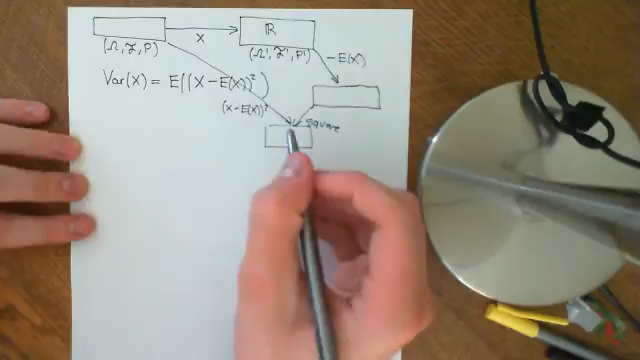 X
ℝ
(Ω, ℱ, P)
(Ω', ℱ', P')
-E(X)
Var(X) = E((X - E(X))²)
(X - E(X))²
square